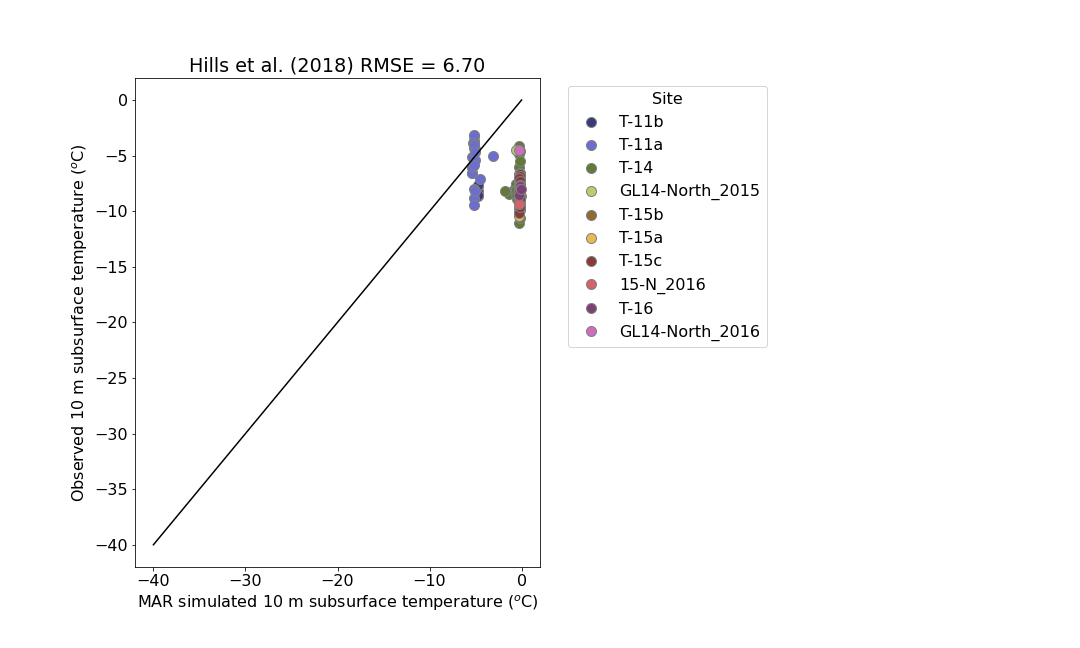 Hills et al. (2018) RMSE = 6.70
0
−5
−10
−15
−20
−25
−30
−35
−40
Observed 10 m subsurface temperature (°C)
−40 −30 −20 −10 0
MAR simulated 10 m subsurface temperature (°C)
Site
T-11b
T-11a
T-14
GL14-North_2015
T-15b
T-15a
T-15c
15-N_2016
T-16
GL14-North_2016